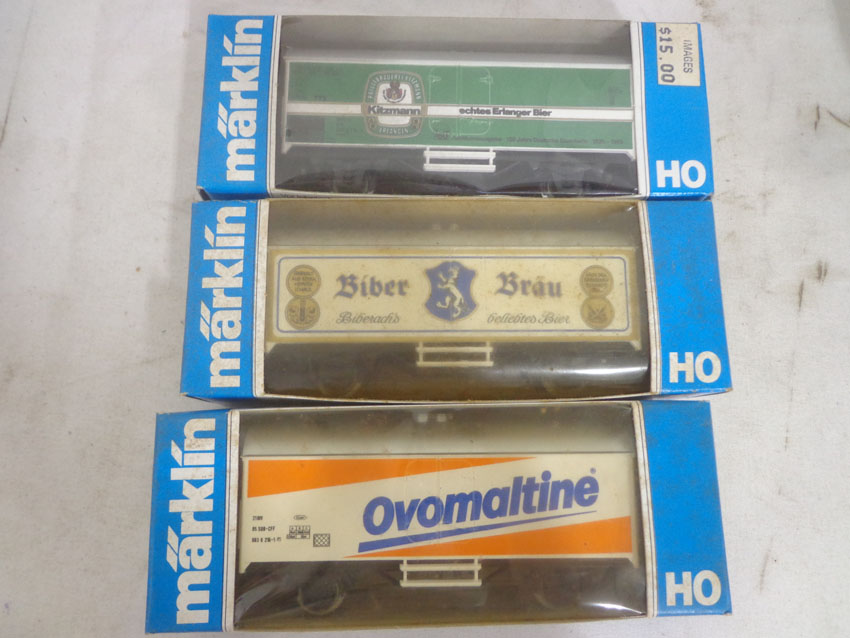 märklin
IMAGES
$15.00
Kitzmann
ERLANGEN
echtes Erlanger Bier
HO
märklin
Biber Bräu
Biberach's beliebtes Bier
HO
märklin
Ovomaltine®
HO